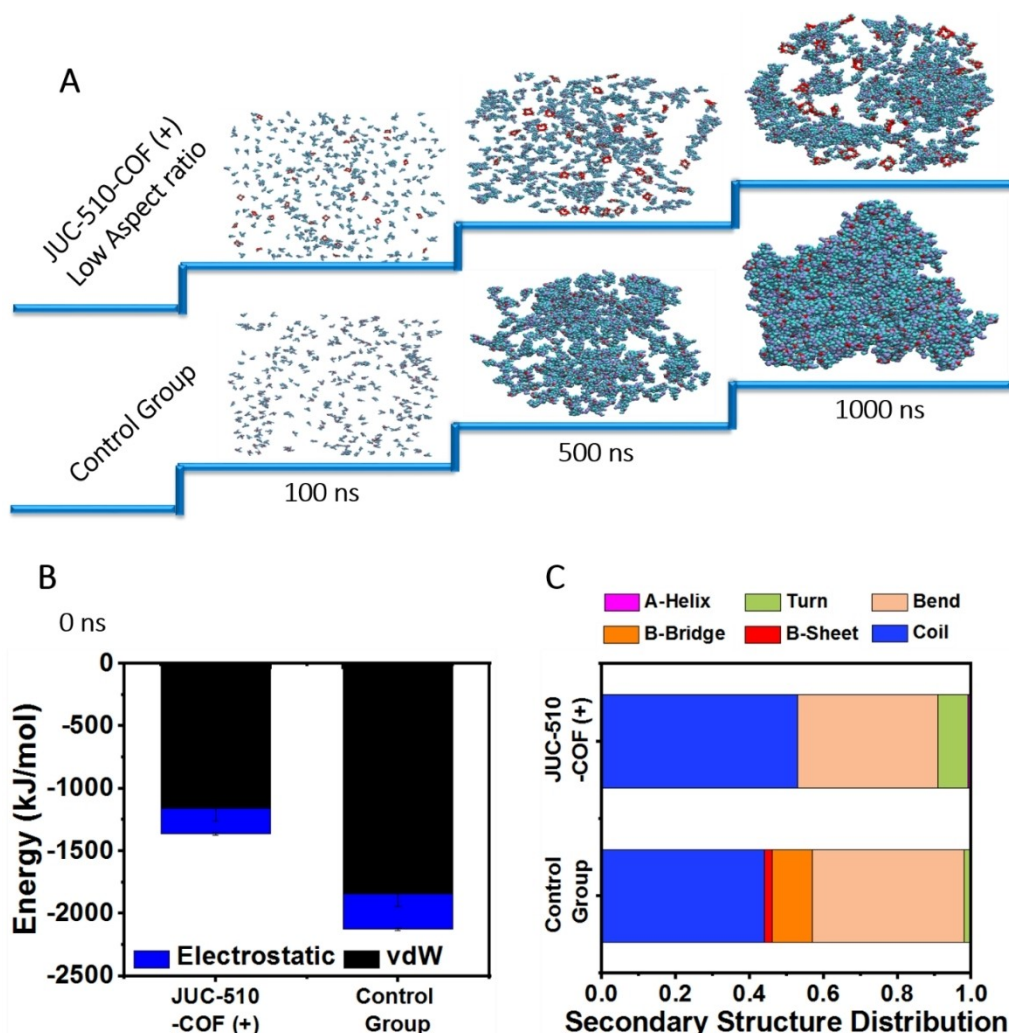 A
JUC-510-COF (+)
Low Aspect ratio
Control Group
100 ns
500 ns
1000 ns
B
0 ns
Energy (kJ/mol)
0
-500
-1000
-1500
-2000
-2500
Electrostatic
vdW
JUC-510
-COF (+)
Control
Group
C
A-Helix
Turn
Bend
B-Bridge
B-Sheet
Coil
JUC-510
-COF (+)
Control
Group
0.0 0.2 0.4 0.6 0.8 1.0
Secondary Structure Distribution